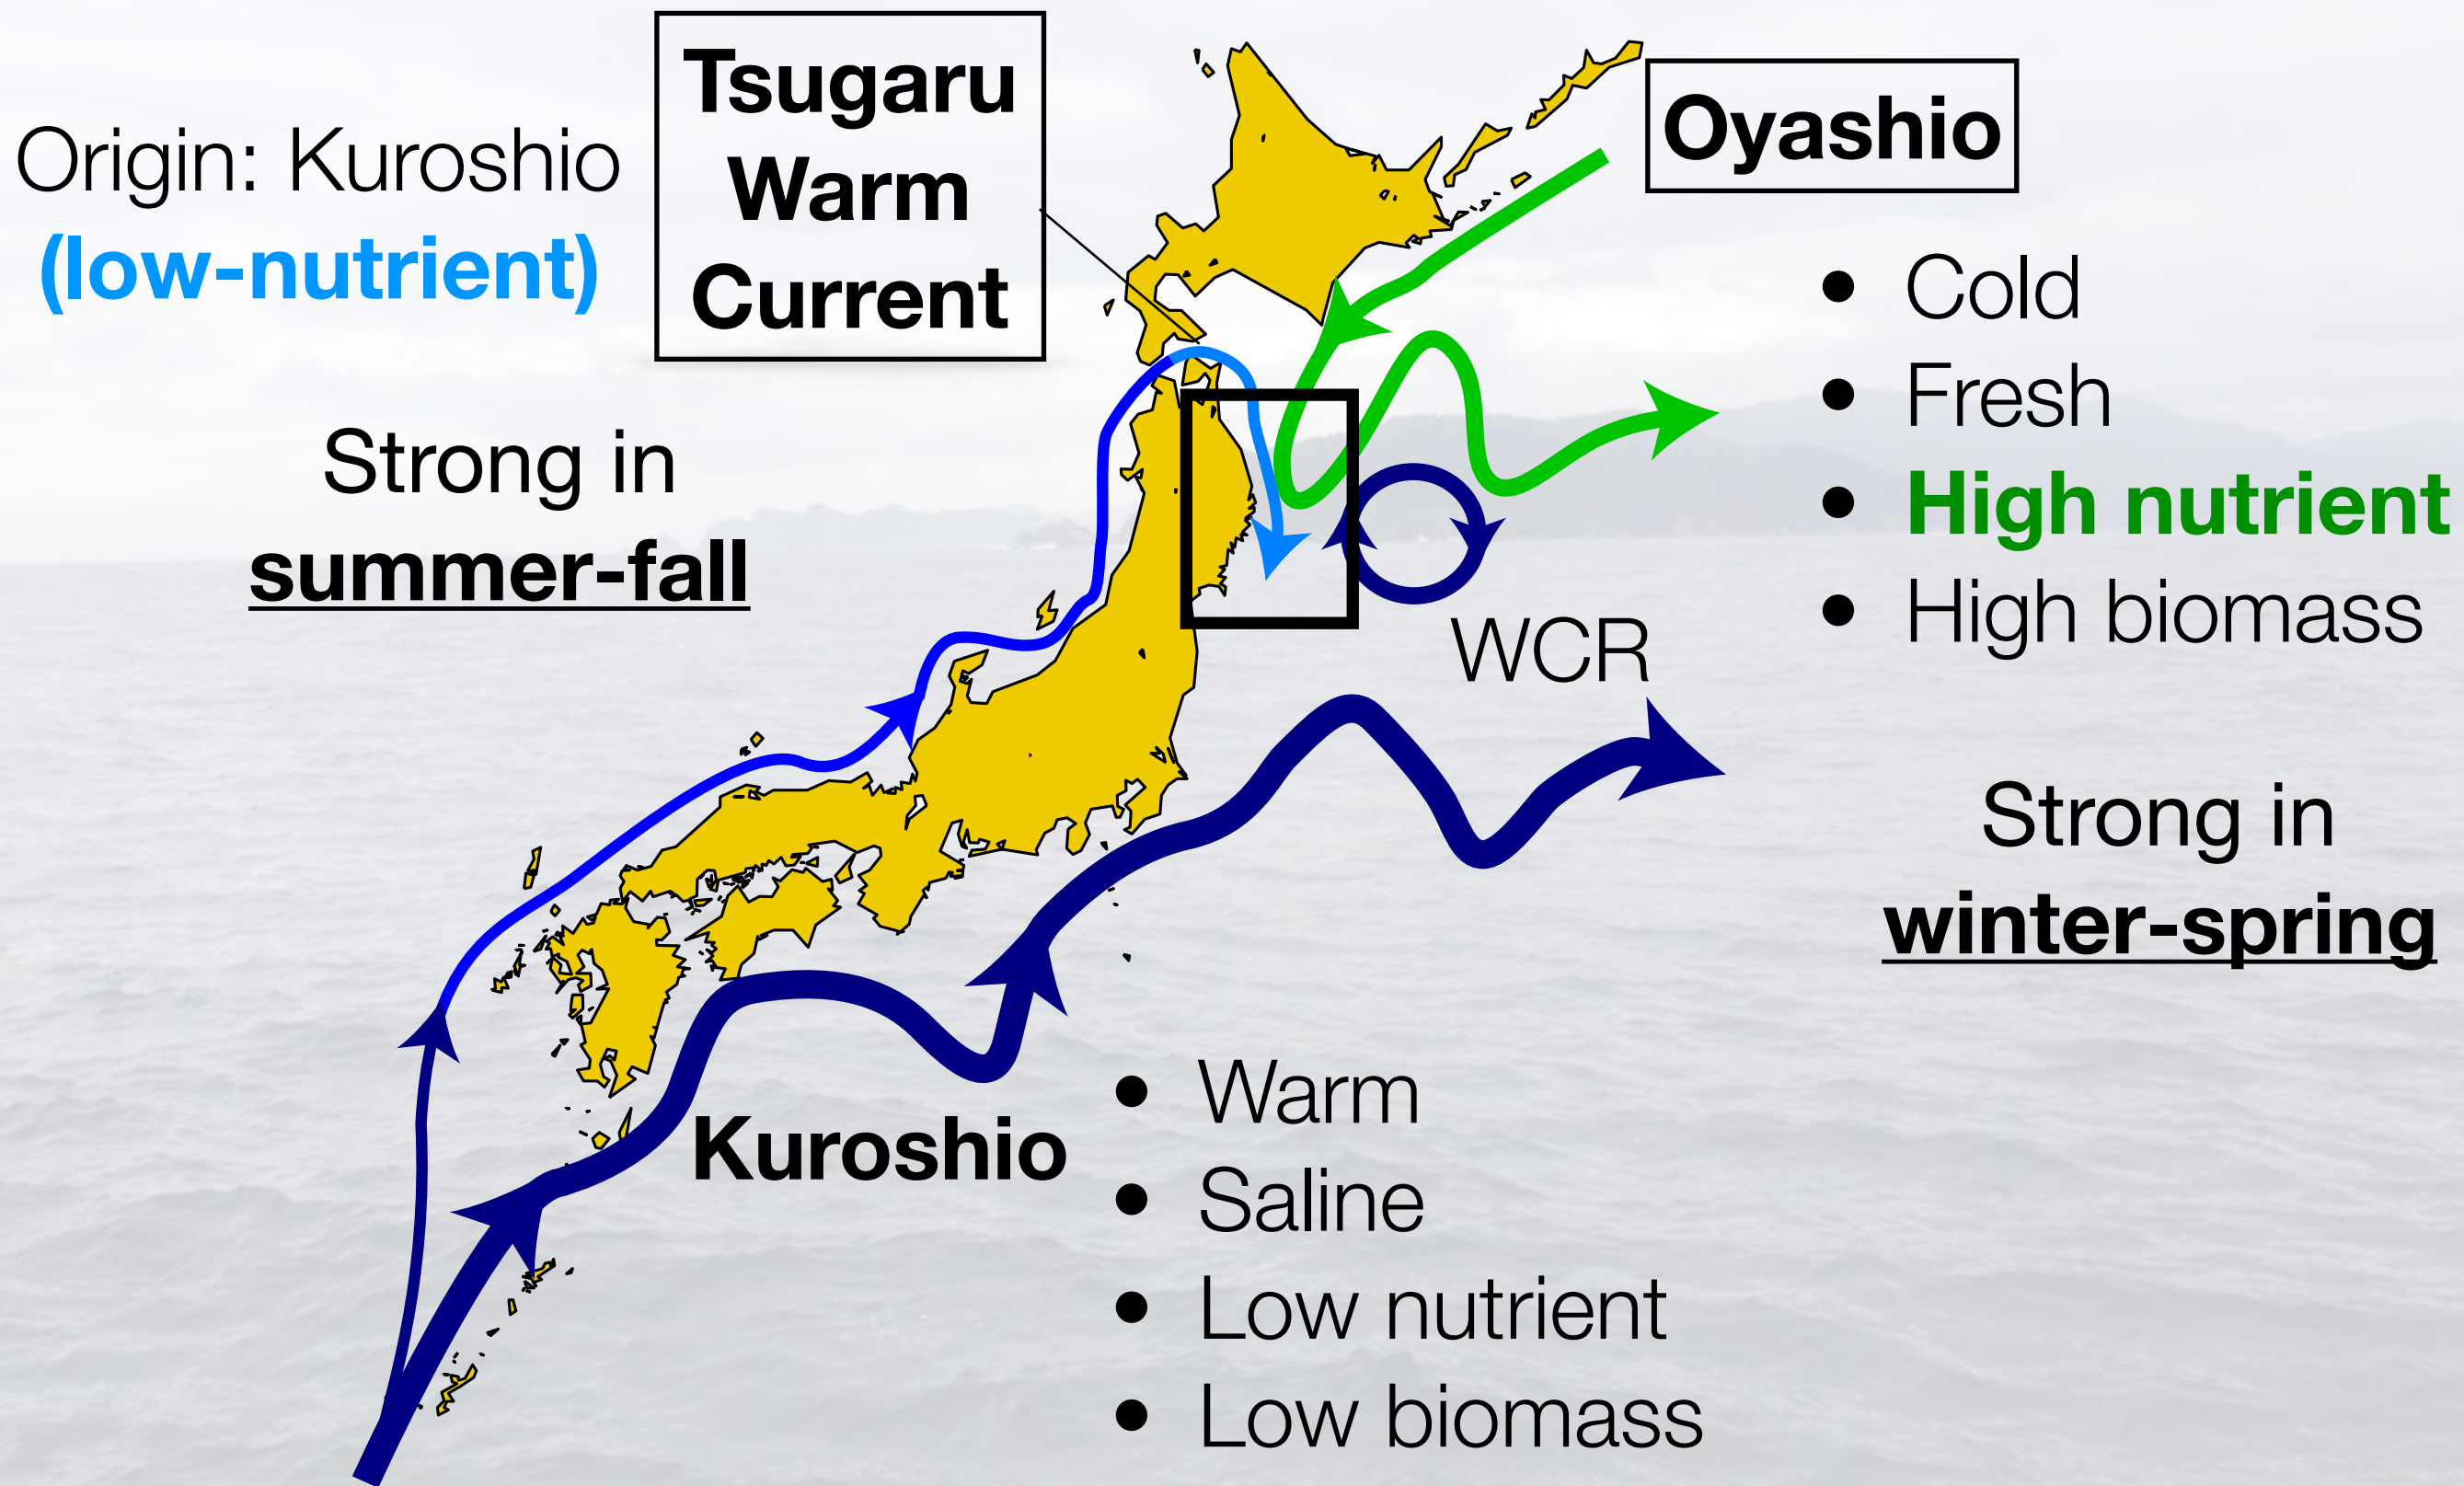 Origin: Kuroshio
(low-nutrient)
Strong in
summer-fall
Tsugaru
Warm
Current
Oyashio
• Cold
• Fresh
• High nutrient
• High biomass
WCR
Strong in
winter-spring
Kuroshio
• Warm
• Saline
• Low nutrient
• Low biomass